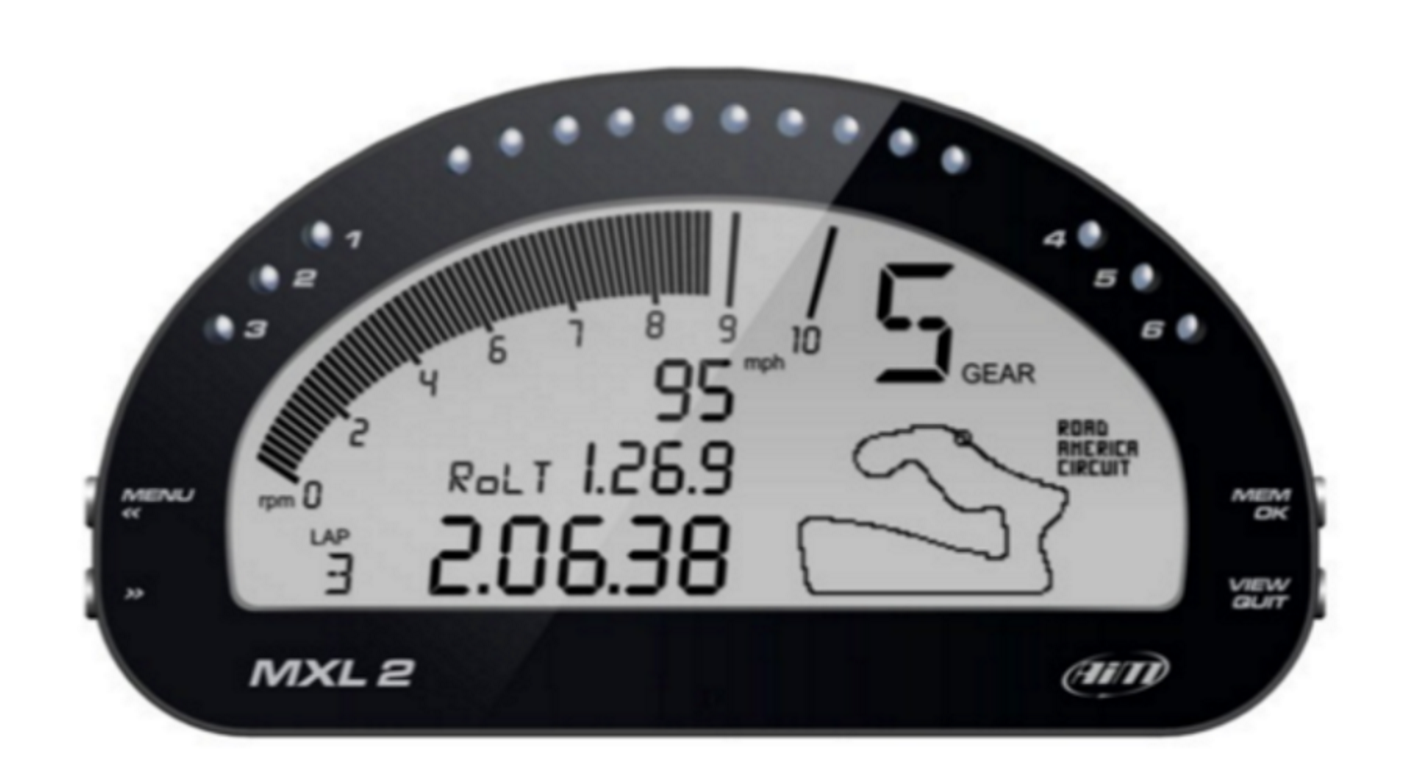 1
2
3
4
5
6
0
2
4
6
7
8
9
10
rpm
5 GEAR
95 mph
RoLT 1.26.9
LAP
3
2.06.38
ROAD
AMERICA
CIRCUIT
MENU
<<
>>
MEM
OK
VIEW
QUIT
MXL 2
AiM